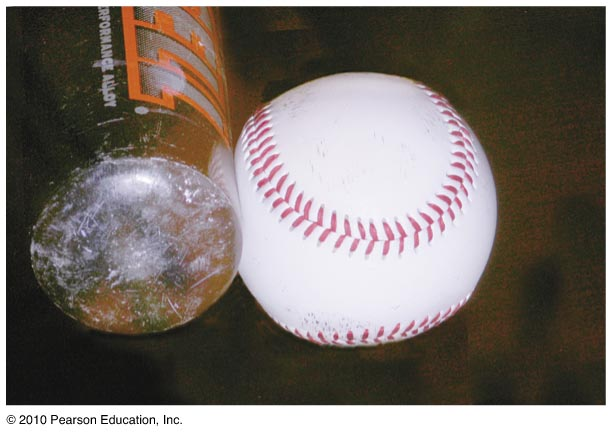 PERFORMANCE ALLOY
© 2010 Pearson Education, Inc.